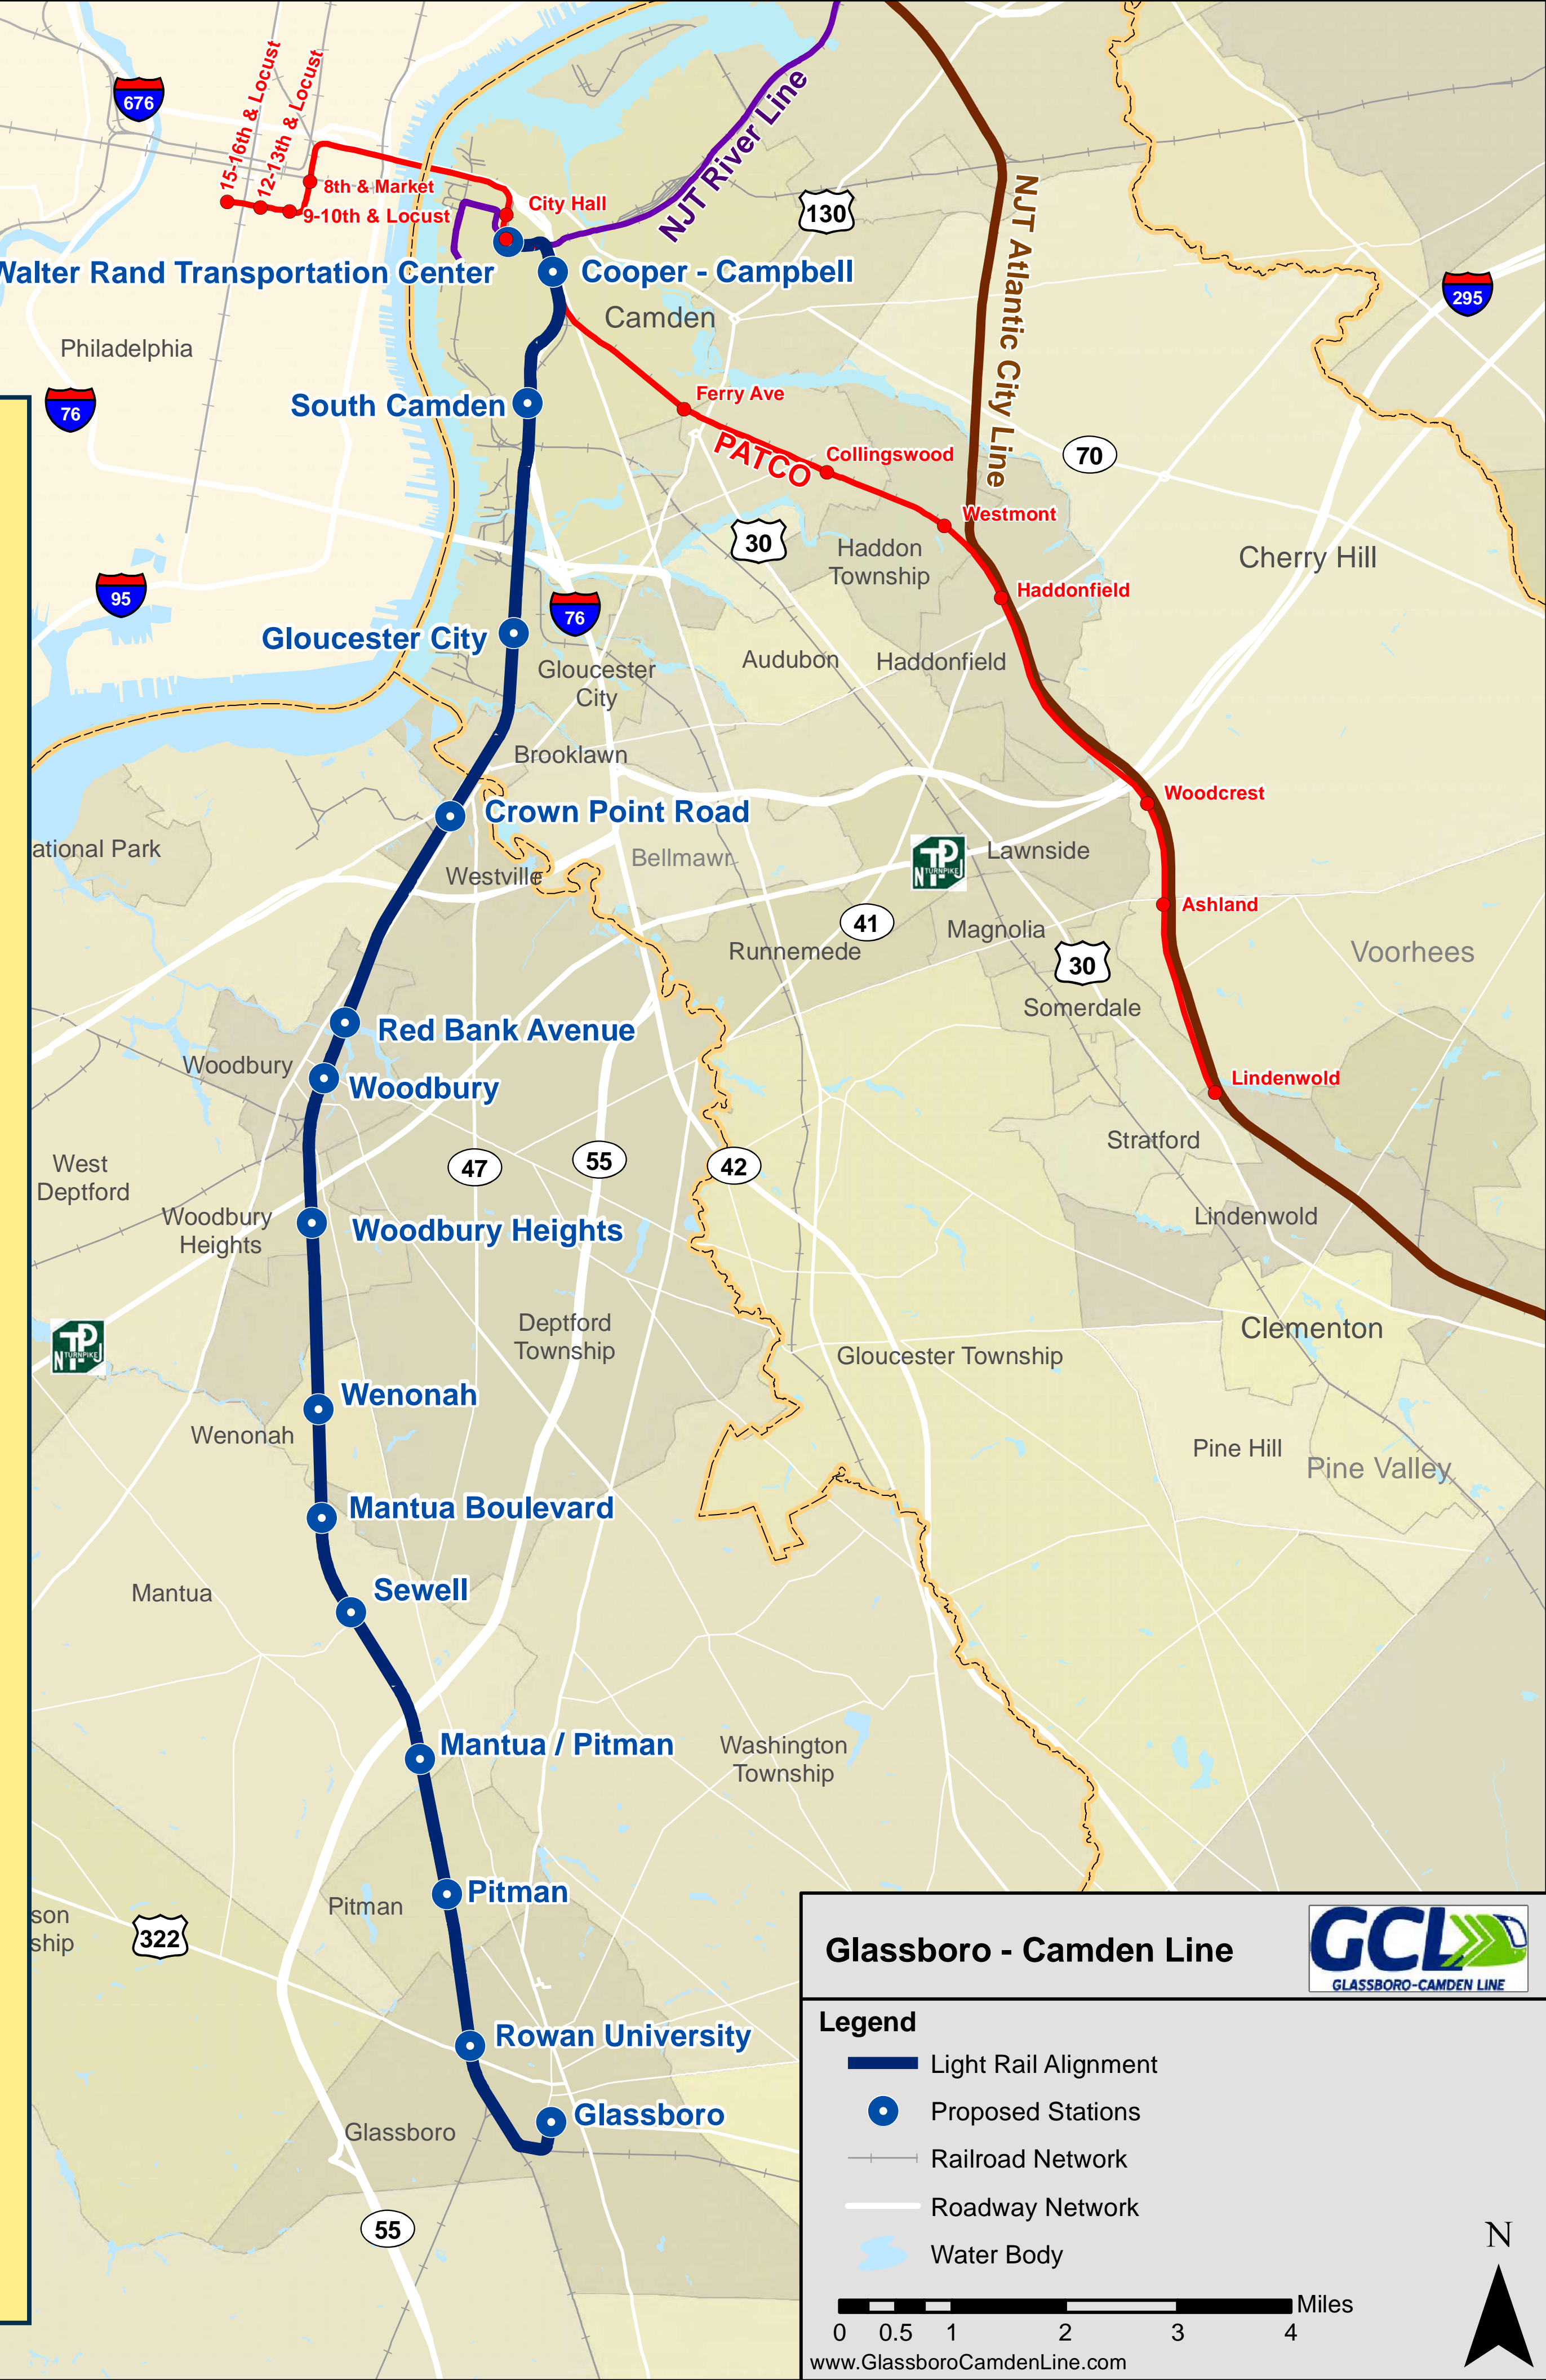 676
15-16th & Locust
12-13th & Locust
8th & Market
9-10th & Locust
City Hall
NJT River Line
130
NJT Atlantic City Line
295
Walter Rand Transportation Center
Cooper - Campbell
Camden
Philadelphia
76
South Camden
Ferry Ave
PATCO
Collingswood
70
Westmont
30
Haddon
Township
Cherry Hill
95
76
Haddonfield
Gloucester City
Gloucester
City
Audubon
Haddonfield
Brooklawn
Woodcrest
Crown Point Road
ational Park
Bellmawr
Lawnside
NTPJ
TURNPIKE
Westville
Ashland
41
Magnolia
Runnemede
30
Voorhees
Somerdale
Red Bank Avenue
Woodbury
Woodbury
Lindenwold
Stratford
West
Deptford
47
55
42
Woodbury
Heights
Woodbury Heights
Lindenwold
NTPJ
TURNPIKE
Deptford
Township
Gloucester Township
Clementon
Wenonah
Wenonah
Pine Hill
Pine Valley
Mantua Boulevard
Mantua
Sewell
Mantua / Pitman
Washington
Township
Pitman
Pitman
son
ship
322
Rowan University
Glassboro
Glassboro
55
Glassboro - Camden Line
GCL
GLASSBORO-CAMDEN LINE
Legend
Light Rail Alignment
Proposed Stations
Railroad Network
Roadway Network
Water Body
N
Miles
0 0.5 1 2 3 4
www.GlassboroCamdenLine.com